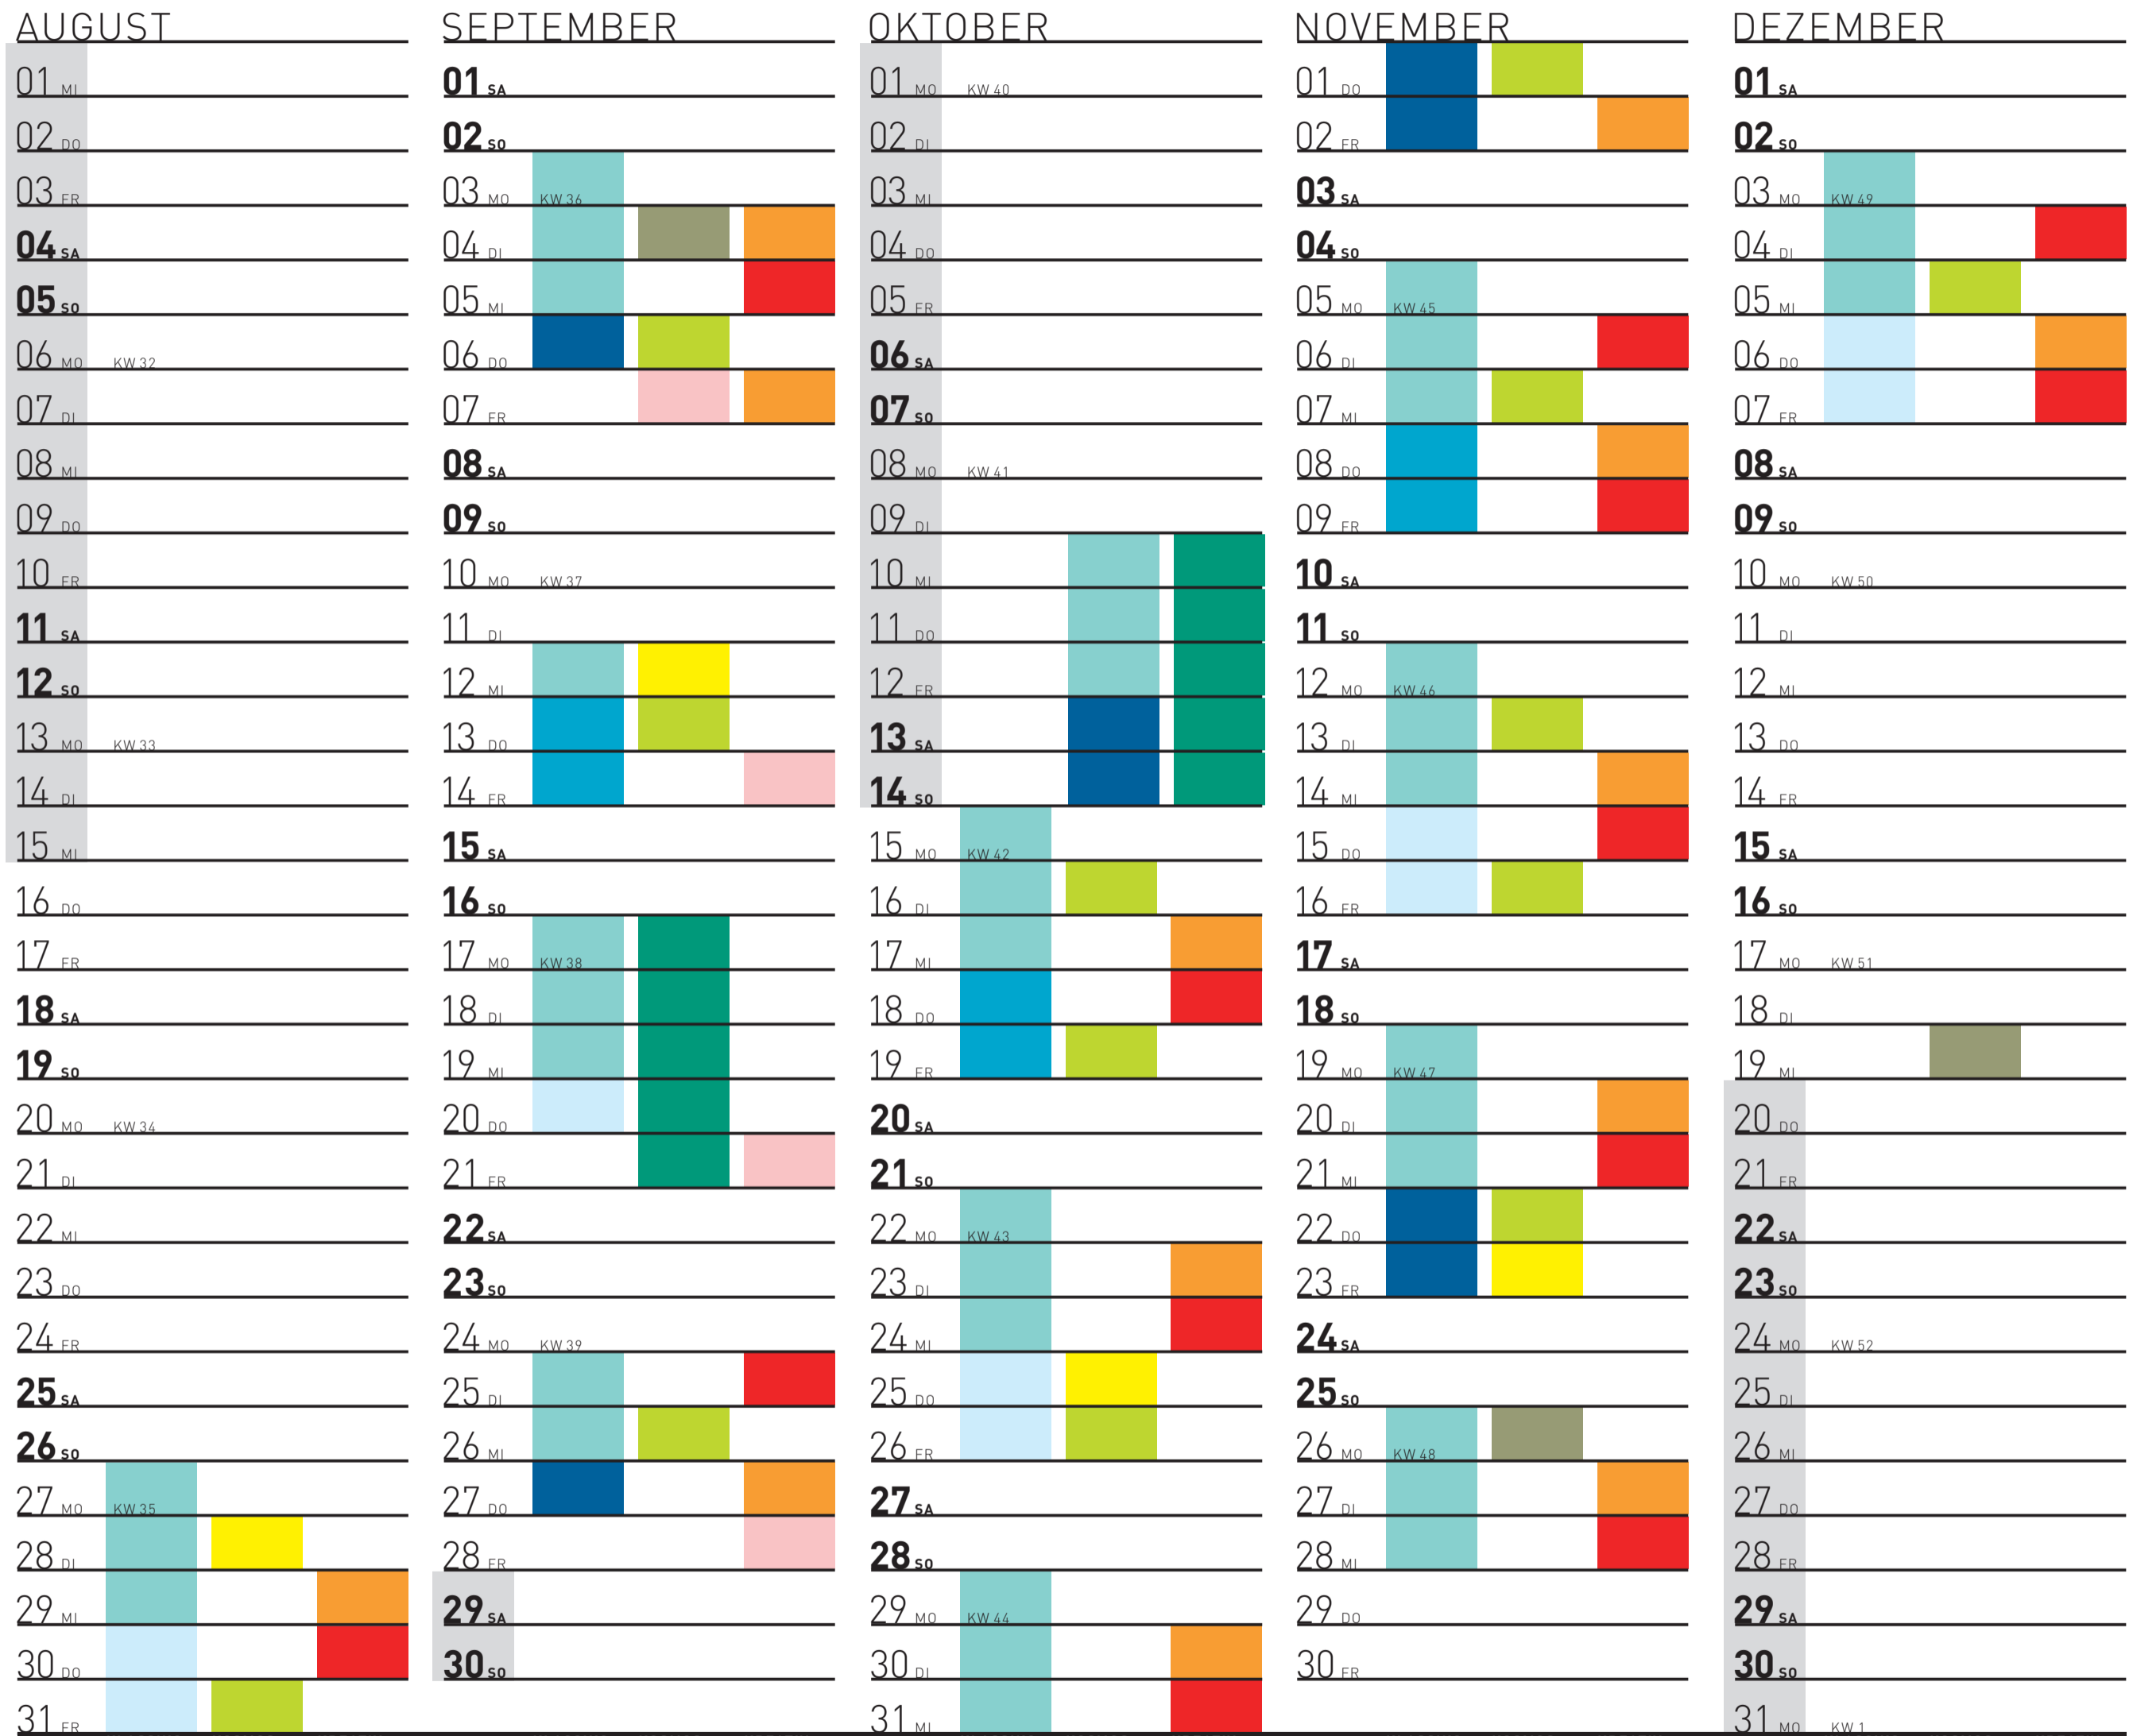 AUGUST
01 MI
02 DO
03 FR
04 SA
05 SO
06 MO KW 32
07 DI
08 MI
09 DO
10 FR
11 SA
12 SO
13 MO KW 33
14 DI
15 MI
16 DO
17 FR
18 SA
19 SO
20 MO KW 34
21 DI
22 MI
23 DO
24 FR
25 SA
26 SO
27 MO KW 35
28 DI
29 MI
30 DO
31 FR
SEPTEMBER
01 SA
02 SO
03 MO KW 36
04 DI
05 MI
06 DO
07 FR
08 SA
09 SO
10 MO KW 37
11 DI
12 MI
13 DO
14 FR
15 SA
16 SO
17 MO KW 38
18 DI
19 MI
20 DO
21 FR
22 SA
23 SO
24 MO KW 39
25 DI
26 MI
27 DO
28 FR
29 SA
30 SO
OKTOBER
01 MO KW 40
02 DI
03 MI
04 DO
05 FR
06 SA
07 SO
08 MO KW 41
09 DI
10 MI
11 DO
12 FR
13 SA
14 SO
15 MO KW 42
16 DI
17 MI
18 DO
19 FR
20 SA
21 SO
22 MO KW 43
23 DI
24 MI
25 DO
26 FR
27 SA
28 SO
29 MO KW 44
30 DI
31 MI
NOVEMBER
01 DO
02 FR
03 SA
04 SO
05 MO KW 45
06 DI
07 MI
08 DO
09 FR
10 SA
11 SO
12 MO KW 46
13 DI
14 MI
15 DO
16 FR
17 SA
18 SO
19 MO KW 47
20 DI
21 MI
22 DO
23 FR
24 SA
25 SO
26 MO KW 48
27 DI
28 MI
29 DO
30 FR
DEZEMBER
01 SA
02 SO
03 MO KW 49
04 DI
05 MI
06 DO
07 FR
08 SA
09 SO
10 MO KW 50
11 DI
12 MI
13 DO
14 FR
15 SA
16 SO
17 MO KW 51
18 DI
19 MI
20 DO
21 FR
22 SA
23 SO
24 MO KW 52
25 DI
26 MI
27 DO
28 FR
29 SA
30 SO
31 MO KW 1